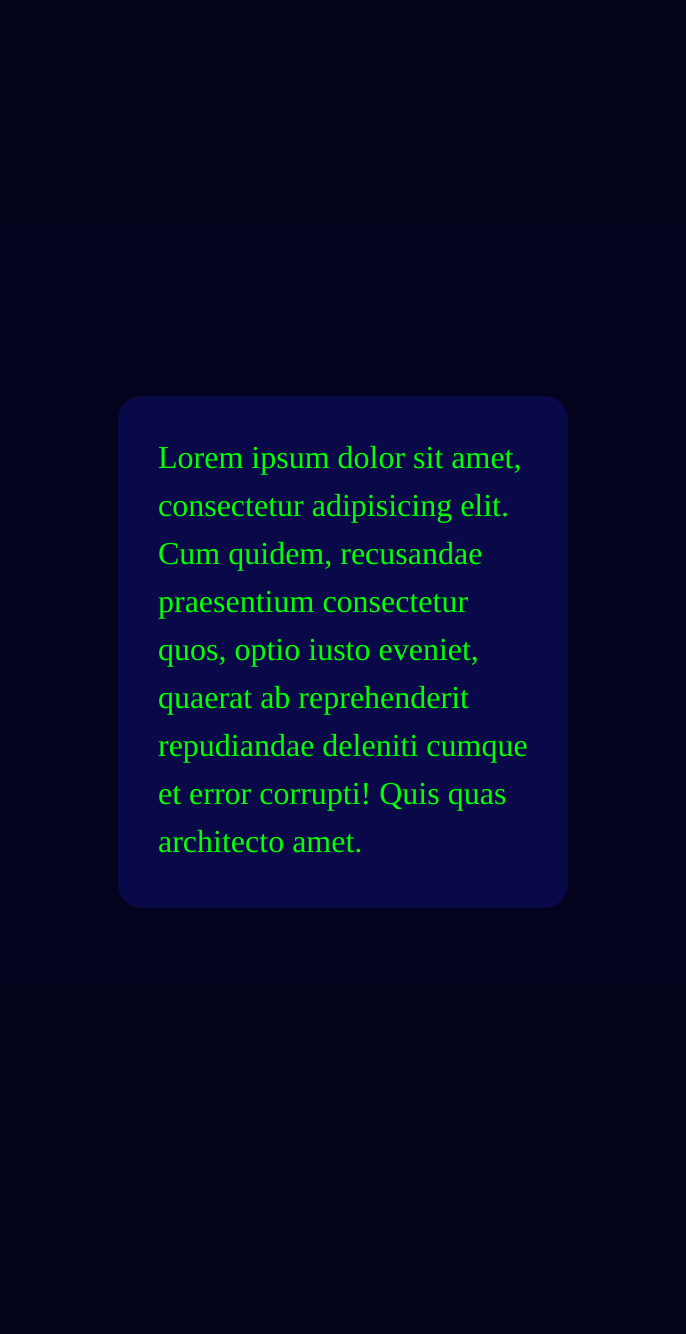 Lorem ipsum dolor sit amet,
consectetur adipisicing elit.
Cum quidem, recusandae
praesentium consectetur
quos, optio iusto eveniet,
quaerat ab reprehenderit
repudiandae deleniti cumque
et error corrupti! Quis quas
architecto amet.